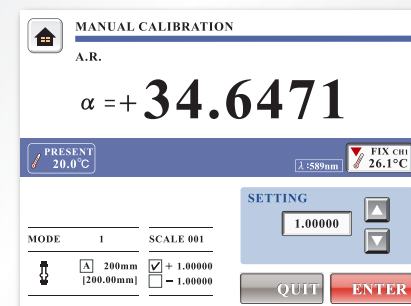 MANUAL CALIBRATION
A.R.
α = + 34.6471
PRESENT
20.0°C
λ:589nm
FIX CH1
26.1°C
SETTING
1.00000
MODE 1 SCALE 001
A 200mm
[200.00mm]
+ 1.00000
- 1.00000
QUIT
ENTER